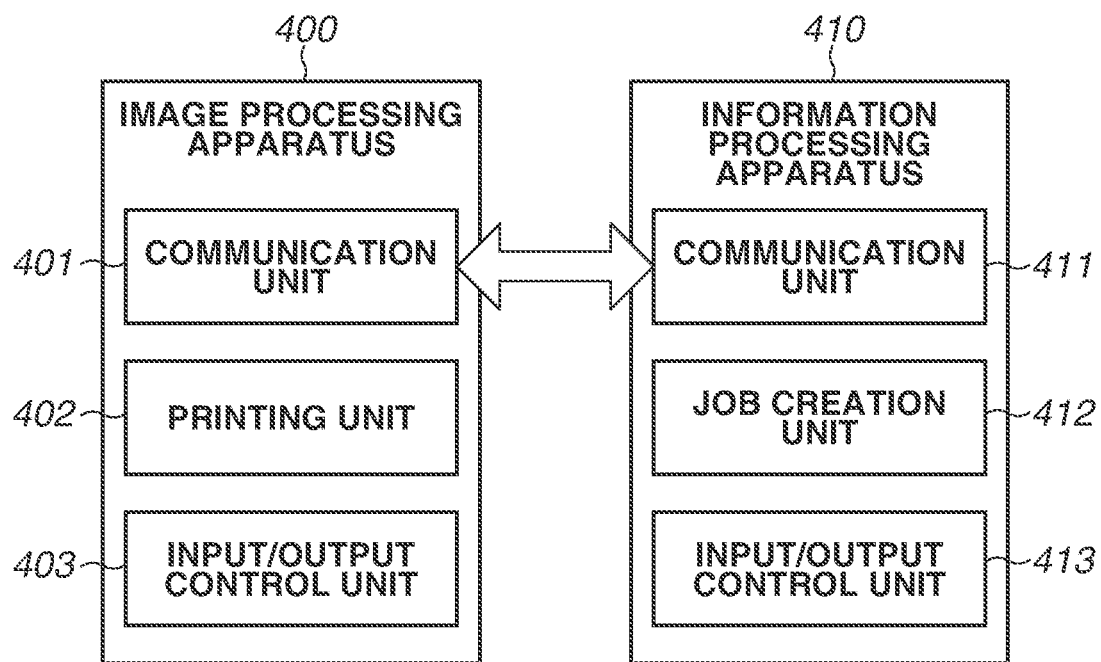 400
410
IMAGE PROCESSING
APPARATUS
INFORMATION
PROCESSING
APPARATUS
401
COMMUNICATION
UNIT
COMMUNICATION
UNIT
411
402
PRINTING UNIT
JOB CREATION
UNIT
412
403
INPUT/OUTPUT
CONTROL UNIT
INPUT/OUTPUT
CONTROL UNIT
413